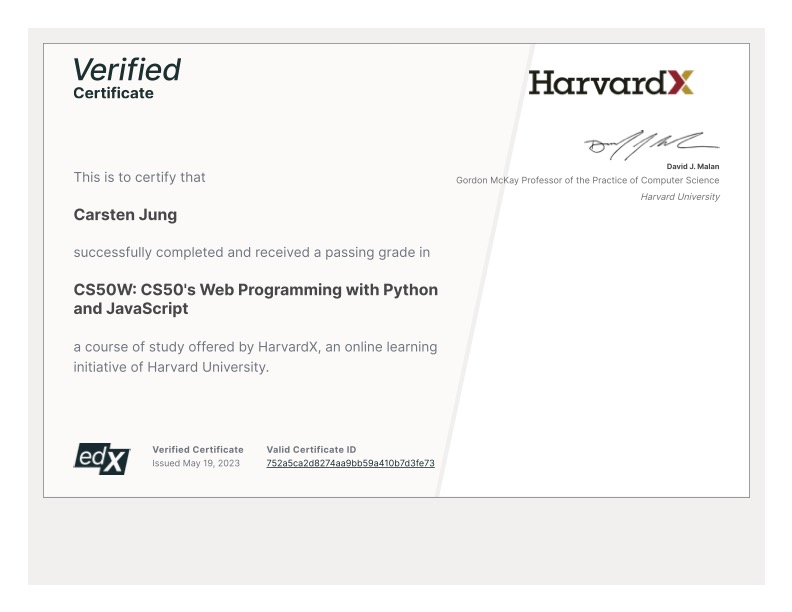 Verified
Certificate
HarvardX
David J. Malan
Gordon McKay Professor of the Practice of Computer Science
Harvard University
This is to certify that
Carsten Jung
successfully completed and received a passing grade in
CS50W: CS50's Web Programming with Python
and JavaScript
a course of study offered by HarvardX, an online learning
initiative of Harvard University.
edX
Verified Certificate
Issued May 19, 2023
Valid Certificate ID
752a5ca2d8274aa9bb59a410b7d3fe73